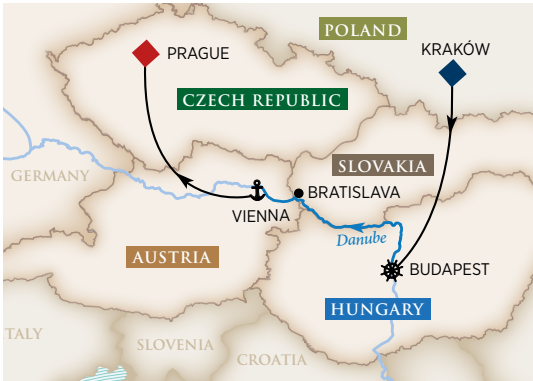 POLAND
KRAKÓW
PRAGUE
CZECH REPUBLIC
SLOVAKIA
GERMANY
BRATISLAVA
VIENNA
Danube
AUSTRIA
BUDAPEST
HUNGARY
TALY
SLOVENIA
CROATIA